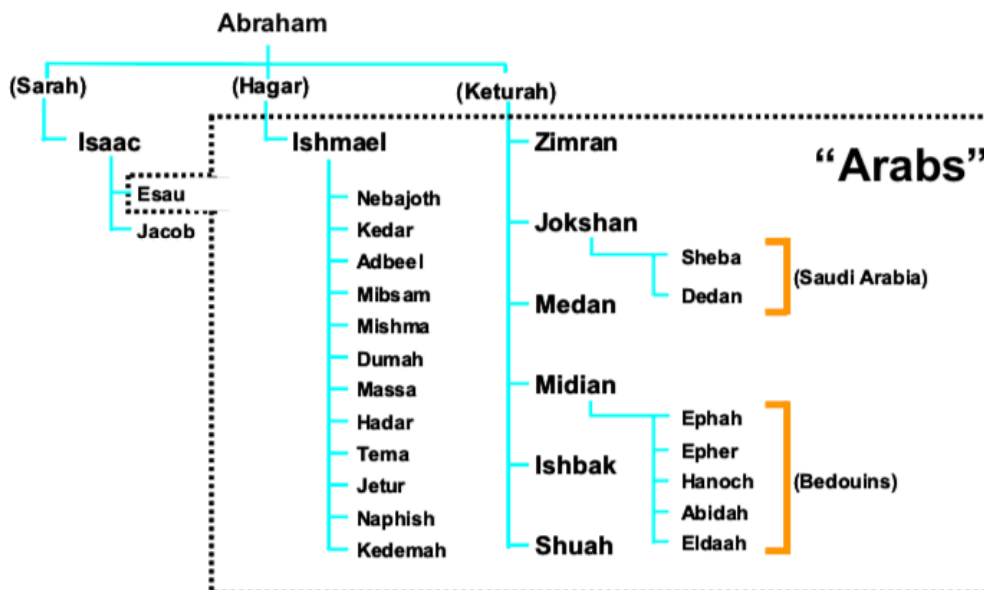 Abraham
(Sarah)
(Hagar)
(Keturah)
Isaac
Esau
Jacob
Ishmael
Nebajoth
Kedar
Adbeel
Mibsam
Mishma
Dumah
Massa
Hadar
Tema
Jetur
Naphish
Kedemah
Zimran
Jokshan
Medan
Midian
Ishbak
Shuah
“Arabs”
Sheba
Dedan
(Saudi Arabia)
Ephah
Epher
Hanoch
Abidah
Eldaah
(Bedouins)